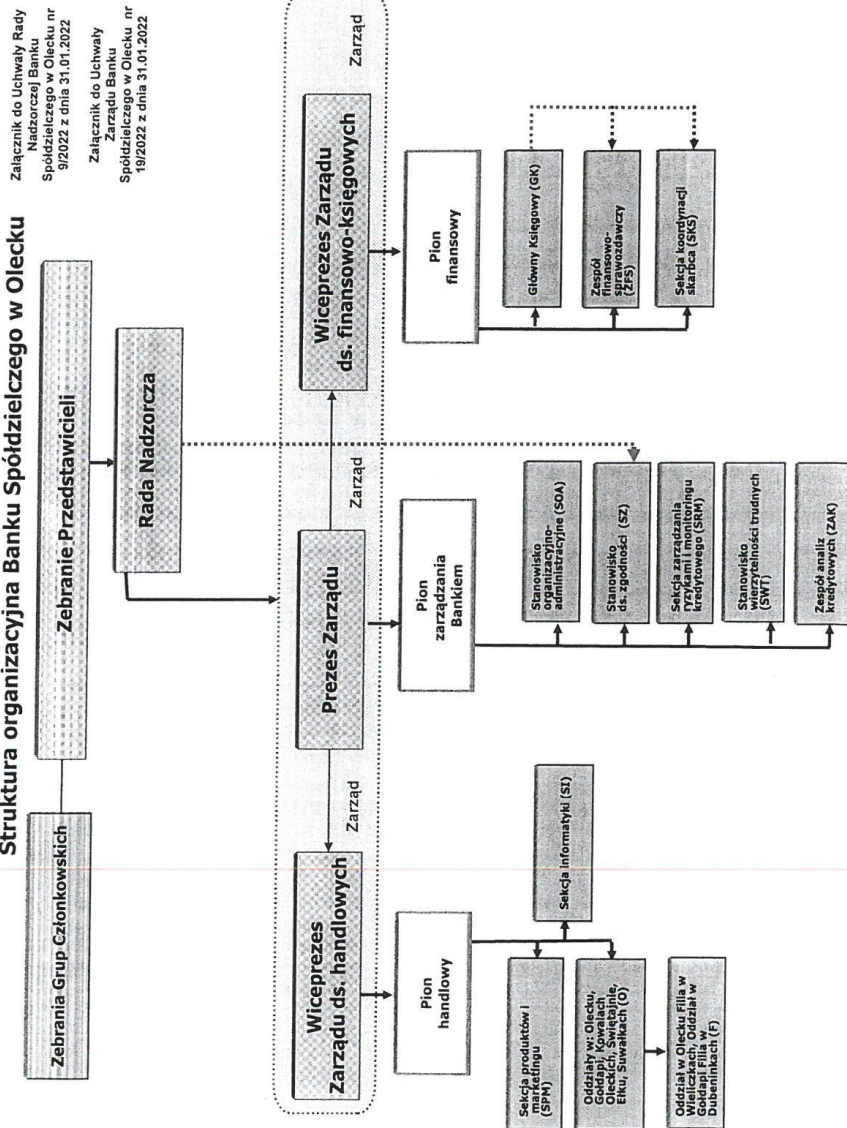 Struktura organizacyjna Banku Spółdzielczego w Olecku
Załącznik do Uchwały Rady
Nadzorczej Banku
Spółdzielczego w Olecku nr
9/2022 z dnia 31.01.2022
Załącznik do Uchwały
Zarządu Banku
Spółdzielczego w Olecku nr
19/2022 z dnia 31.01.2022
Zebrania Grup Członkowskich
Zebranie Przedstawicieli
Rada Nadzorcza
Wiceprezes
Zarządu ds. handlowych
Zarząd
Prezes Zarządu
Zarząd
Wiceprezes Zarządu
ds. finansowo-księgowych
Zarząd
Pion
handlowy
Pion
zarządzania
Bankiem
Pion
finansowy
Sekcja produktów i
marketingu
(SPM)
Sekcja informatyki (SI)
Oddziały w: Olecku,
Gołdapi, Kowalach
Oleckich, Świętajnie,
Ełku, Suwałkach (O)
Oddział w Olecku Filia w
Wieliczkach, Oddział w
Gołdapi Filia w
Dubeninkach (F)
Stanowisko
organizacyjno-
administracyjne (SOA)
Stanowisko
ds. zgodności (SZ)
Sekcja zarządzania
ryzykami i monitoringu
kredytowego (SRM)
Stanowisko
wierzytelności trudnych
(SWT)
Zespół analiz
kredytowych (ZAK)
Główny Księgowy (GK)
Zespół
finansowo-
sprawozdawczy
(ZFS)
Sekcja koordynacji
skarbca (SKS)